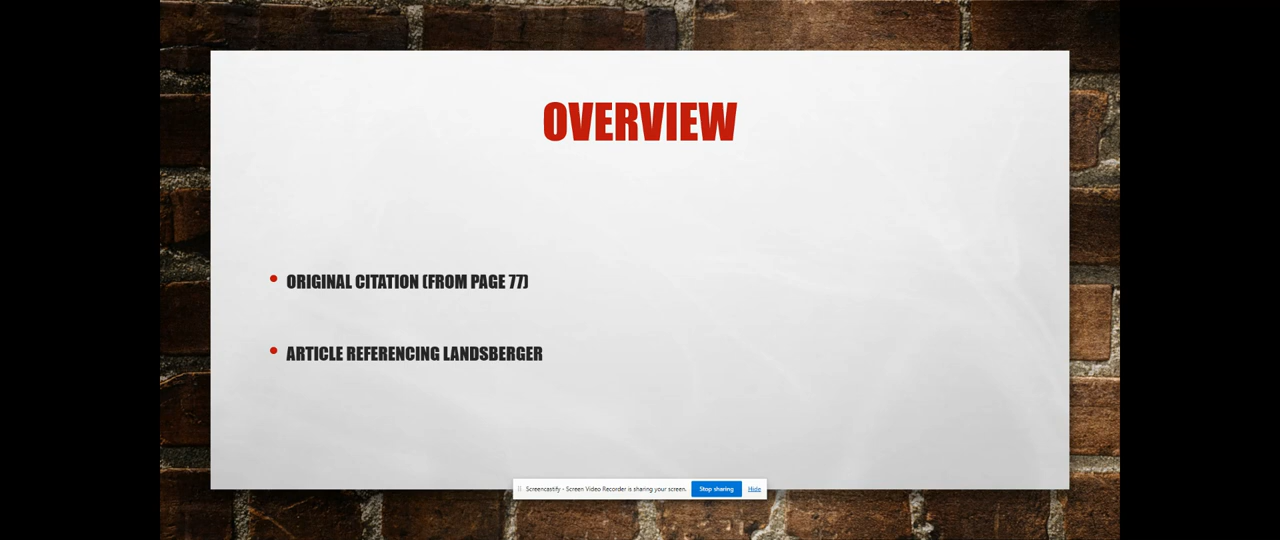 OVERVIEW
ORIGINAL CITATION (FROM PAGE 77)
ARTICLE REFERENCING LANDSBERGER
Screencastify - Screen Video Recorder is sharing your screen. Stop sharing Hide